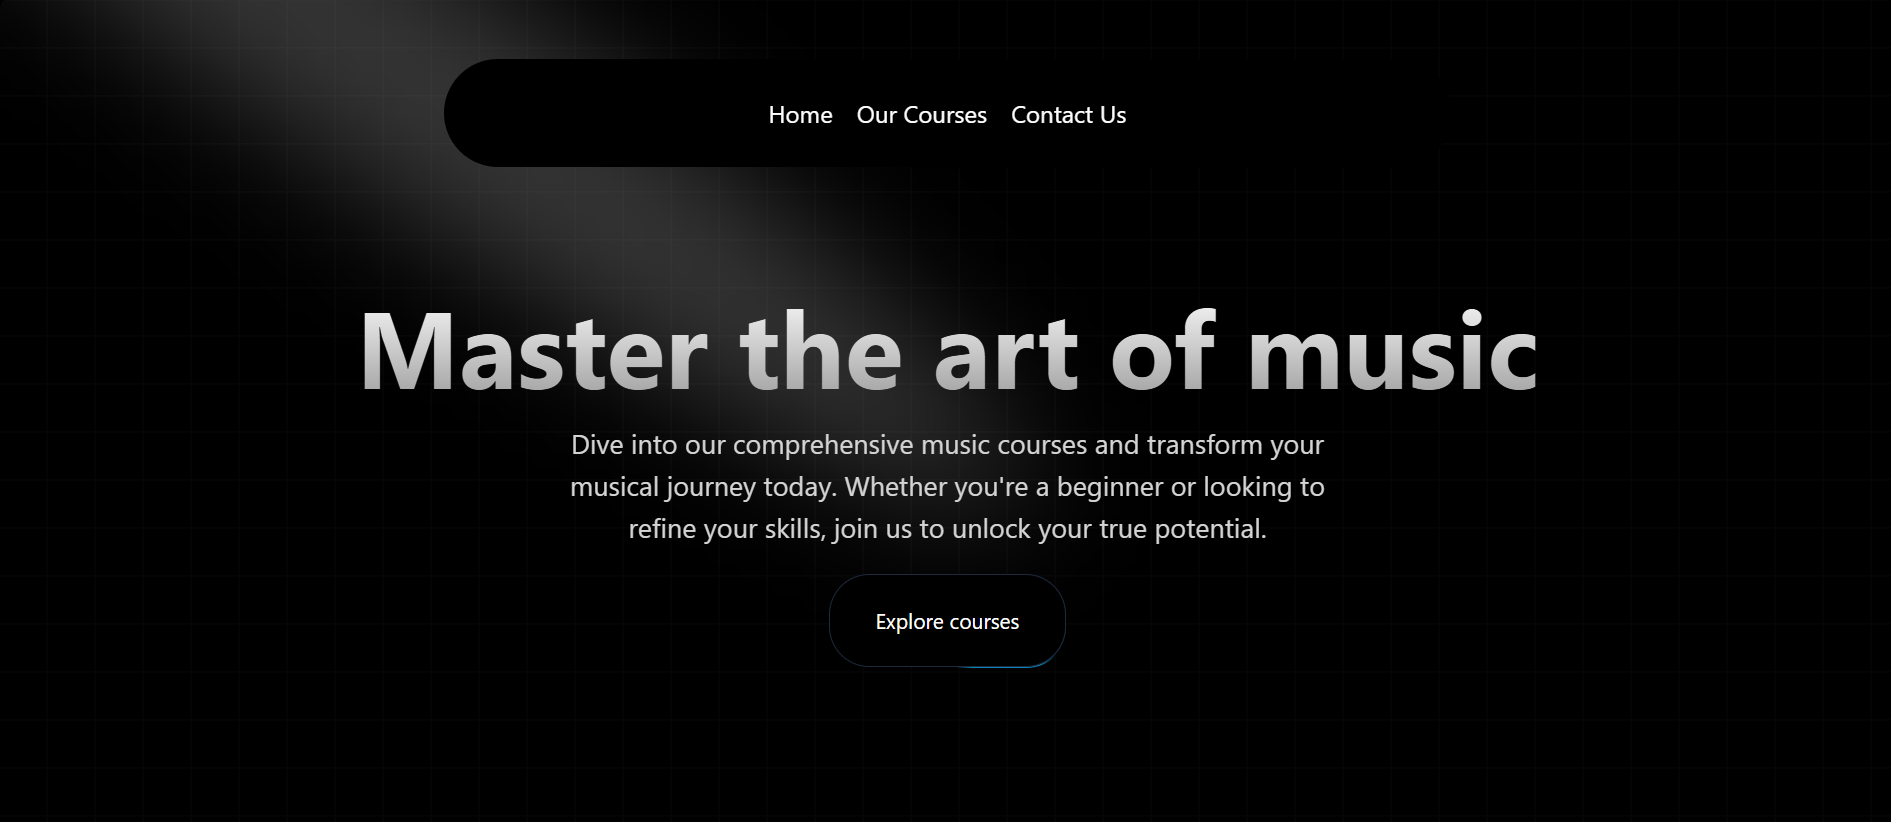 Home Our Courses Contact Us
Master the art of music
Dive into our comprehensive music courses and transform your
musical journey today. Whether you're a beginner or looking to
refine your skills, join us to unlock your true potential.
Explore courses